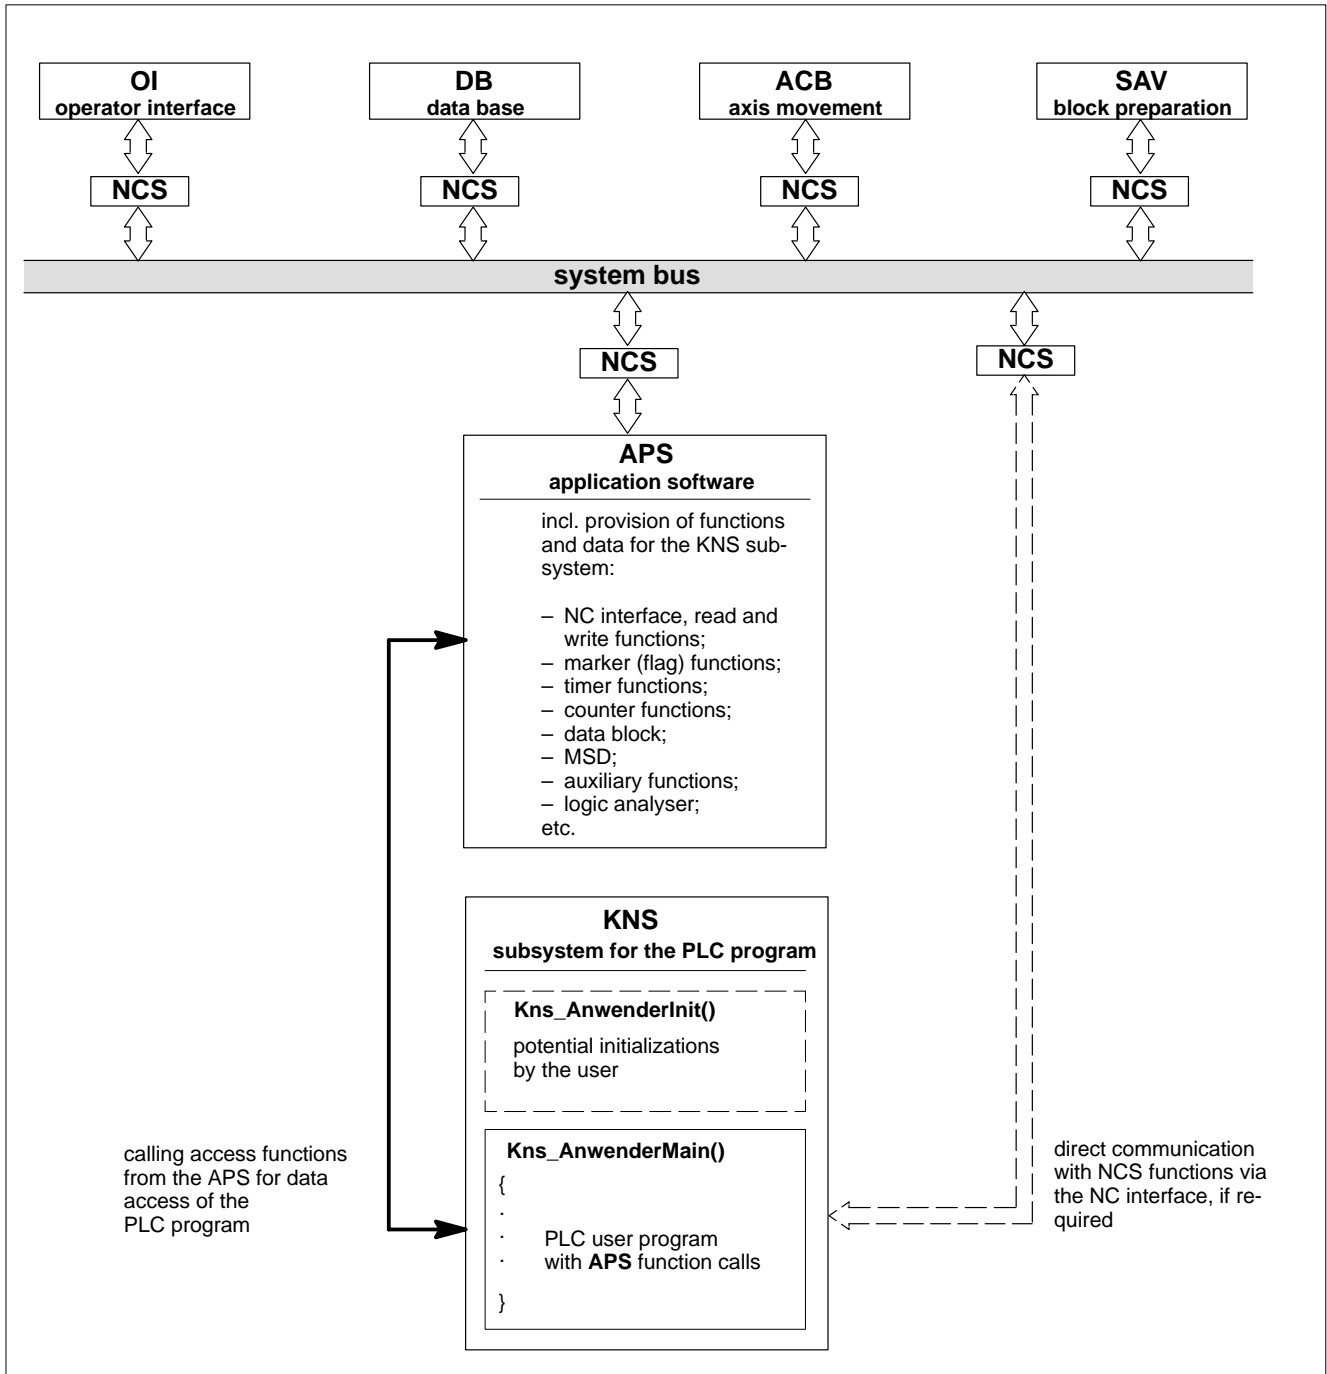 OI
operator interface
DB
data base
ACB
axis movement
SAV
block preparation
NCS
NCS
NCS
NCS
system bus
NCS
NCS
APS
application software
incl. provision of functions
and data for the KNS sub-
system:
– NC interface, read and
write functions;
– marker (flag) functions;
– timer functions;
– counter functions;
– data block;
– MSD;
– auxiliary functions;
– logic analyser;
etc.
KNS
subsystem for the PLC program
Kns_AnwenderInit()
potential initializations
by the user
calling access functions
from the APS for data
access of the
PLC program
Kns_AnwenderMain()
{
.
. PLC user program
. with APS function calls
}
direct communication
with NCS functions via
the NC interface, if re-
quired